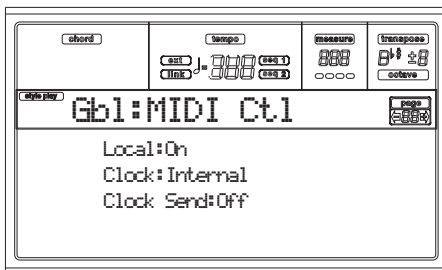 chord
tempo
measure
transpose
ext
link
seq 1
seq 2
octave
style play
Gbl:MIDI Ctl
page
Local:On
Clock:Internal
Clock Send:Off